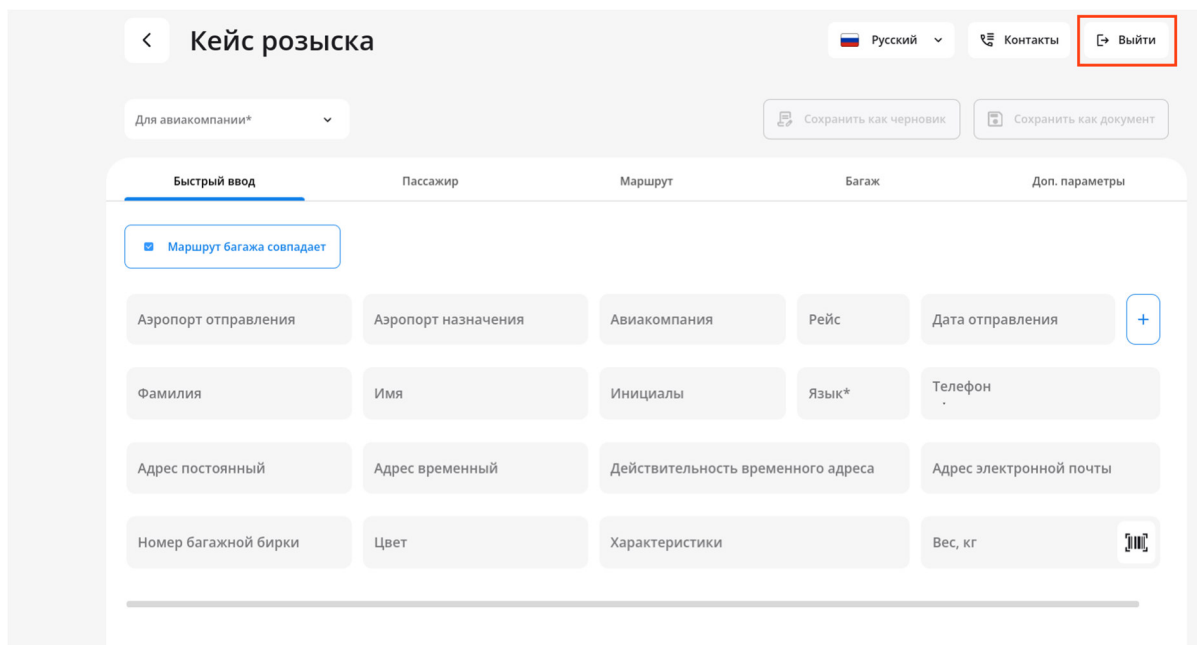 Кейс розыска
Русский
Контакты
Выйти
Для авиакомпании*
Сохранить как черновик
Сохранить как документ
Быстрый ввод
Пассажир
Маршрут
Багаж
Доп. параметры
Маршрут багажа совпадает
Аэропорт отправления
Аэропорт назначения
Авиакомпания
Рейс
Дата отправления
+
Фамилия
Имя
Инициалы
Язык*
Телефон
Адрес постоянный
Адрес временный
Действительность временного адреса
Адрес электронной почты
Номер багажной бирки
Цвет
Характеристики
Вес, кг